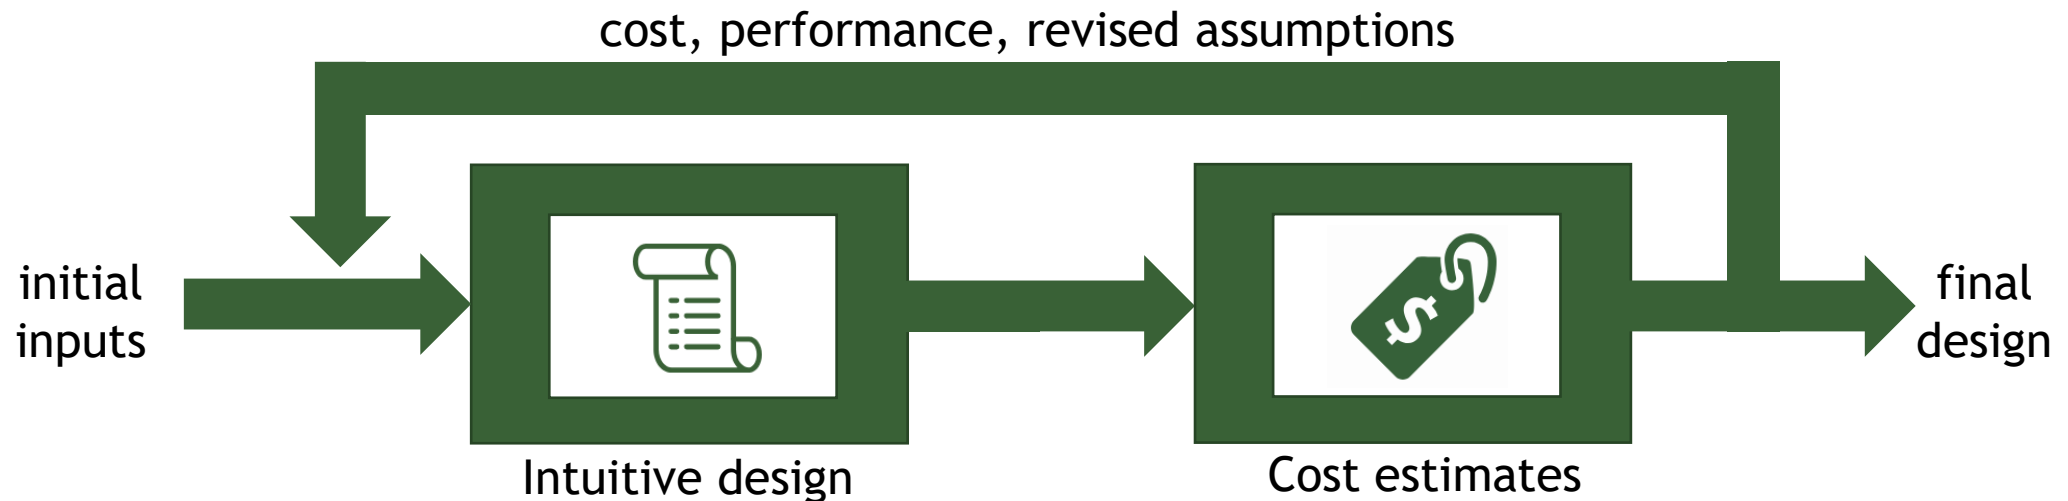 cost, performance, revised assumptions
initial
inputs
$
final
design
Intuitive design
Cost estimates